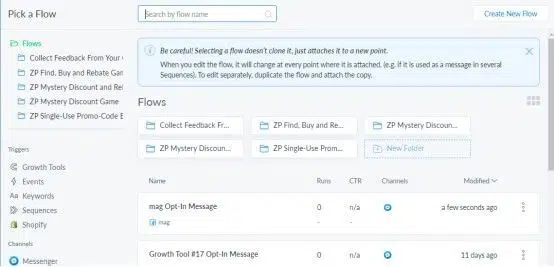 Pick a Flow
Search by flow name
Create New Flow
Flows
Collect Feedback From Your
ZP Find, Buy and Rebate Gan
ZP Mystery Discount and Rel
ZP Mystery Discount Game
ZP Single-Use Promo-Code E
Triggers
Growth Tools
Events
Aa Keywords
Sequences
Shopify
Channels
Messenger
Be careful! Selecting a flow doesn't clone it, just attaches it to a new point.
When you edit the flow, it will change at every point where it is attached. (e.g. if it is used as a message in several
Sequences). To edit separately, duplicate the flow and attach the copy.
Flows
Collect Feedback Fr...
ZP Find, Buy and Re...
ZP Mystery Discoun...
ZP Mystery Discoun...
ZP Single-Use Prom...
New Folder
Name Runs CTR Channels Modified
mag Opt-In Message 0 n/a a few seconds ago
mag - -
Growth Tool #17 Opt-In Message 0 n/a 11 days ago